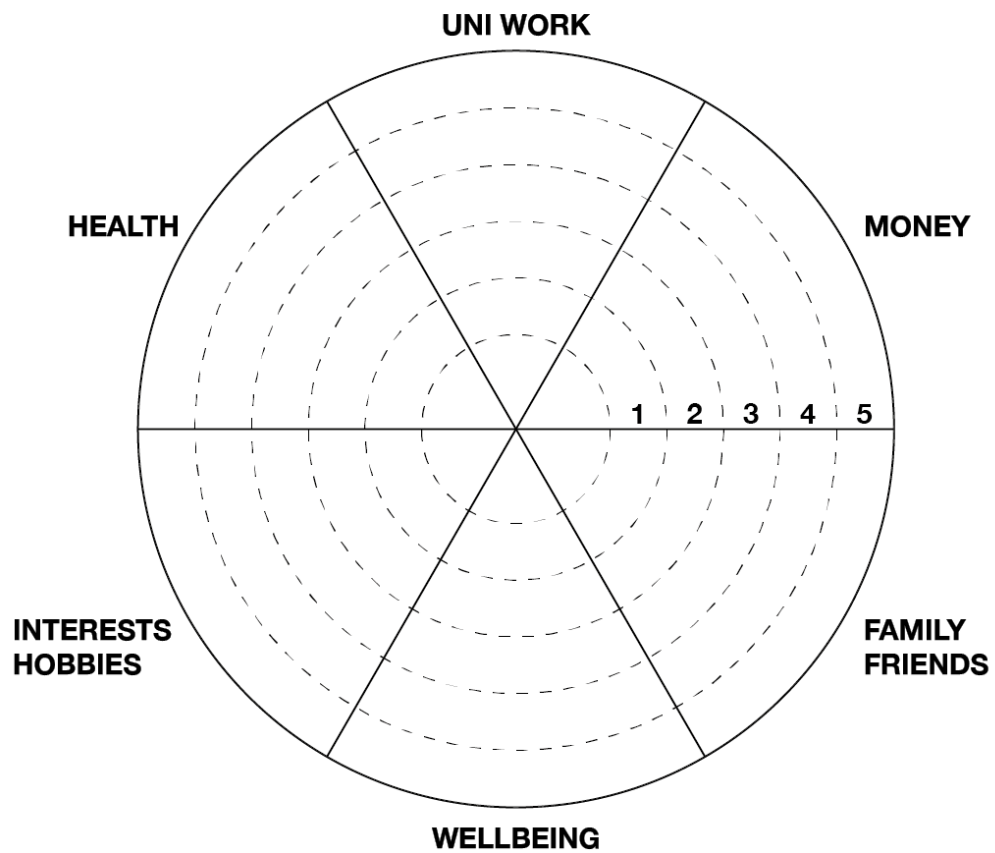 UNI WORK
HEALTH
MONEY
1 2 3 4 5
INTERESTS
HOBBIES
FAMILY
FRIENDS
WELLBEING